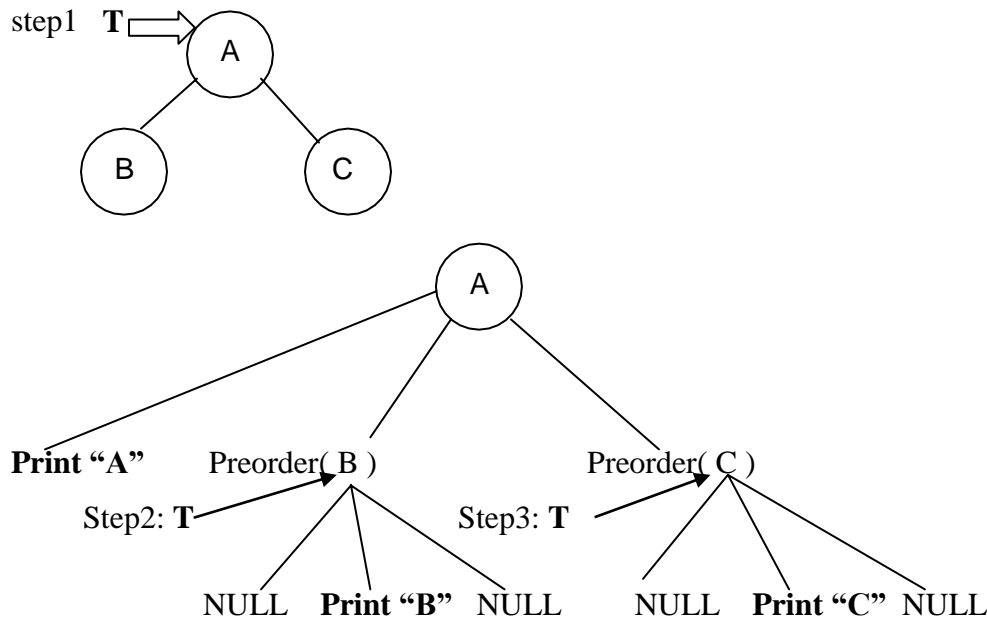 step1 T
A
B C
A
Print “A” Preorder( B ) Preorder( C )
Step2: T Step3: T
NULL Print “B” NULL NULL Print “C” NULL